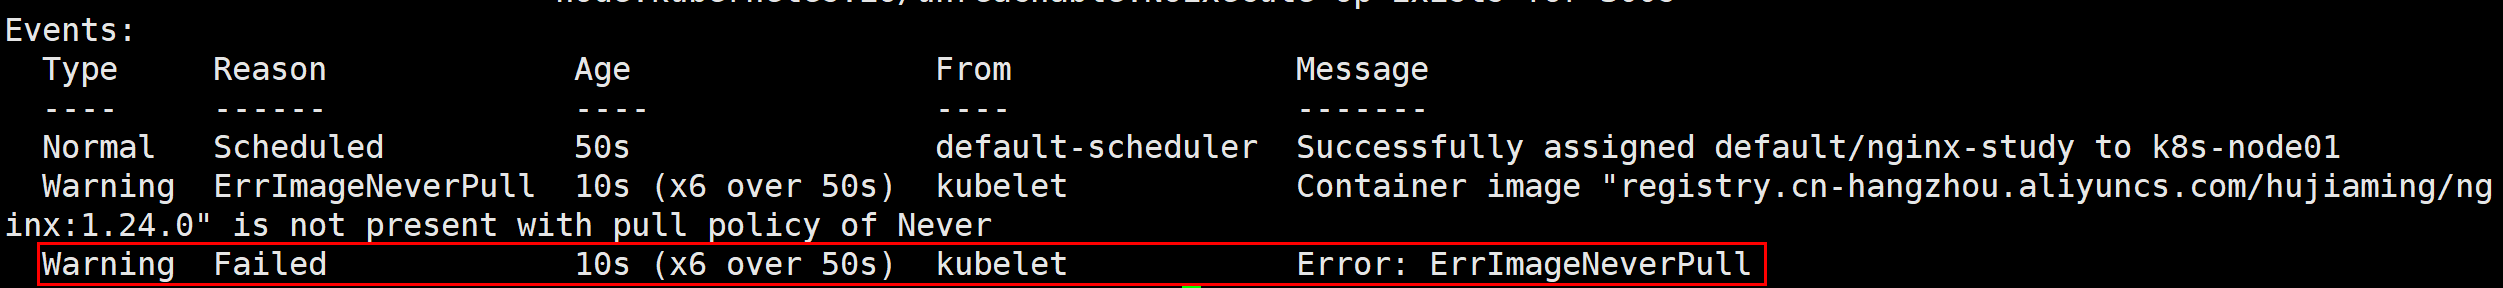 Events:
Type Reason Age From Message
---- ------ ---- ---- -------
Normal Scheduled 50s default-scheduler Successfully assigned default/nginx-study to k8s-node01
Warning ErrImageNeverPull 10s (x6 over 50s) kubelet Container image "registry.cn-hangzhou.aliyuncs.com/hujiaming/ng
inx:1.24.0" is not present with pull policy of Never
Warning Failed 10s (x6 over 50s) kubelet Error: ErrImageNeverPull